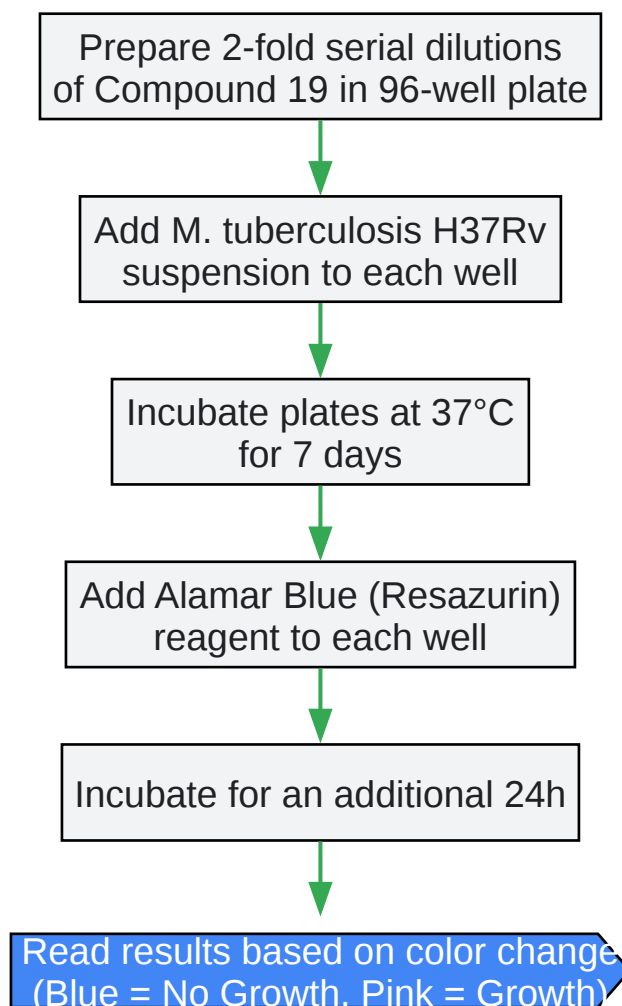 Prepare 2-fold serial dilutions
of Compound 19 in 96-well plate
Add M. tuberculosis H37Rv
suspension to each well
Incubate plates at 37°C
for 7 days
Add Alamar Blue (Resazurin)
reagent to each well
Incubate for an additional 24h
Read results based on color change
(Blue = No Growth, Pink = Growth)